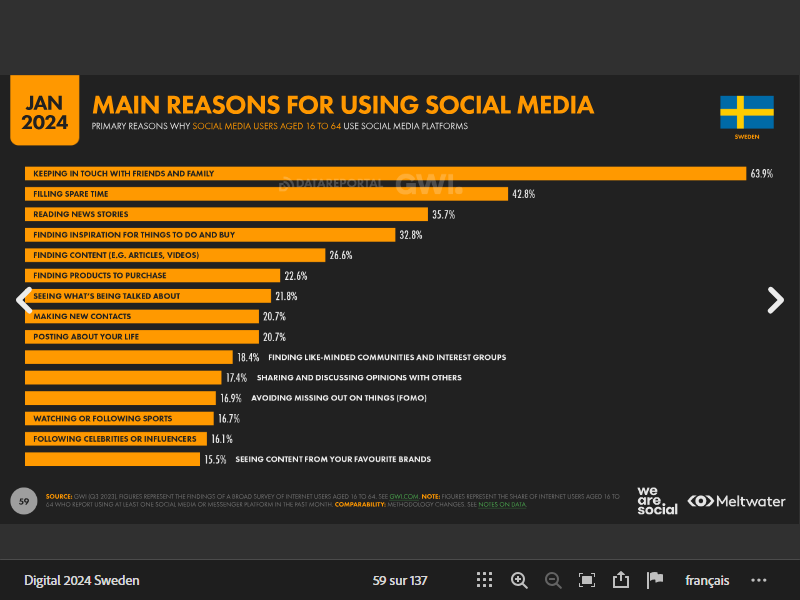 JAN
2024
MAIN REASONS FOR USING SOCIAL MEDIA
PRIMARY REASONS WHY SOCIAL MEDIA USERS AGED 16 TO 64 USE SOCIAL MEDIA PLATFORMS
SWEDEN
DATAREPORTAL GWI.
KEEPING IN TOUCH WITH FRIENDS AND FAMILY 63.9%
FILLING SPARE TIME 42.8%
READING NEWS STORIES 35.7%
FINDING INSPIRATION FOR THINGS TO DO AND BUY 32.8%
FINDING CONTENT (E.G. ARTICLES, VIDEOS) 26.6%
FINDING PRODUCTS TO PURCHASE 22.6%
SEEING WHAT'S BEING TALKED ABOUT 21.8%
MAKING NEW CONTACTS 20.7%
POSTING ABOUT YOUR LIFE 20.7%
18.4% FINDING LIKE-MINDED COMMUNITIES AND INTEREST GROUPS
17.4% SHARING AND DISCUSSING OPINIONS WITH OTHERS
16.9% AVOIDING MISSING OUT ON THINGS (FOMO)
WATCHING OR FOLLOWING SPORTS 16.7%
FOLLOWING CELEBRITIES OR INFLUENCERS 16.1%
15.5% SEEING CONTENT FROM YOUR FAVOURITE BRANDS
59
SOURCE: GWI (Q3 2023). FIGURES REPRESENT THE FINDINGS OF A BROAD SURVEY OF INTERNET USERS AGED 16 TO 64. SEE GWI.COM. NOTE: FIGURES REPRESENT THE SHARE OF INTERNET USERS AGED 16 TO
64 WHO REPORT USING AT LEAST ONE SOCIAL MEDIA OR MESSENGER PLATFORM IN THE PAST MONTH. COMPARABILITY: METHODOLOGY CHANGES. SEE NOTES ON DATA.
we
are.
social
Meltwater
Digital 2024 Sweden
59 sur 137
français